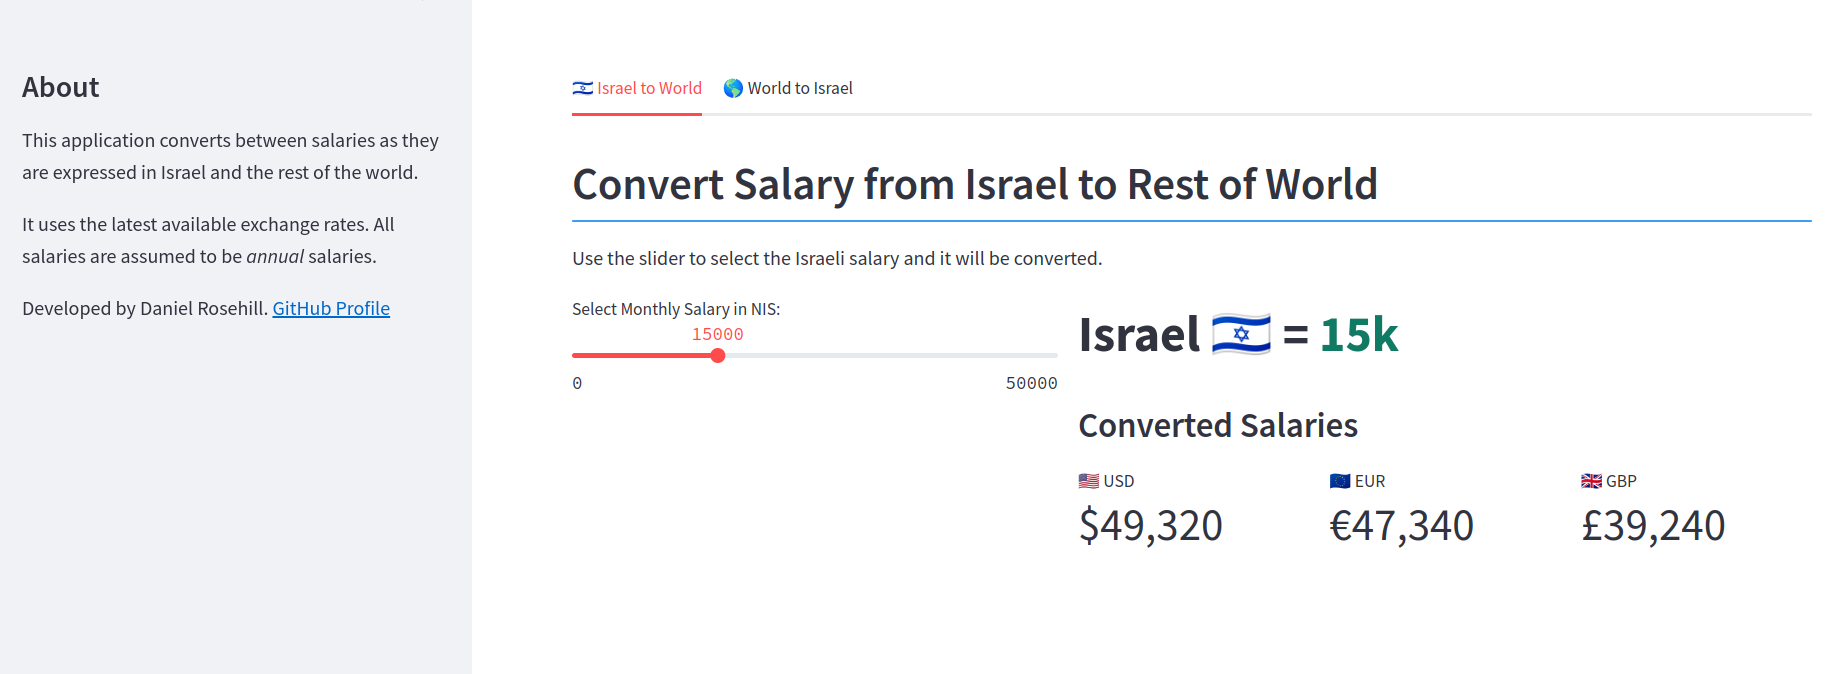 About
This application converts between salaries as they
are expressed in Israel and the rest of the world.
It uses the latest available exchange rates. All
salaries are assumed to be annual salaries.
Developed by Daniel Rosehill. GitHub Profile
🇮🇱 Israel to World 🌎 World to Israel
Convert Salary from Israel to Rest of World
Use the slider to select the Israeli salary and it will be converted.
Select Monthly Salary in NIS:
15000
0 50000
Israel 🇮🇱 = 15k
Converted Salaries
🇺🇸 USD 🇪🇺 EUR 🇬🇧 GBP
$49,320 €47,340 £39,240